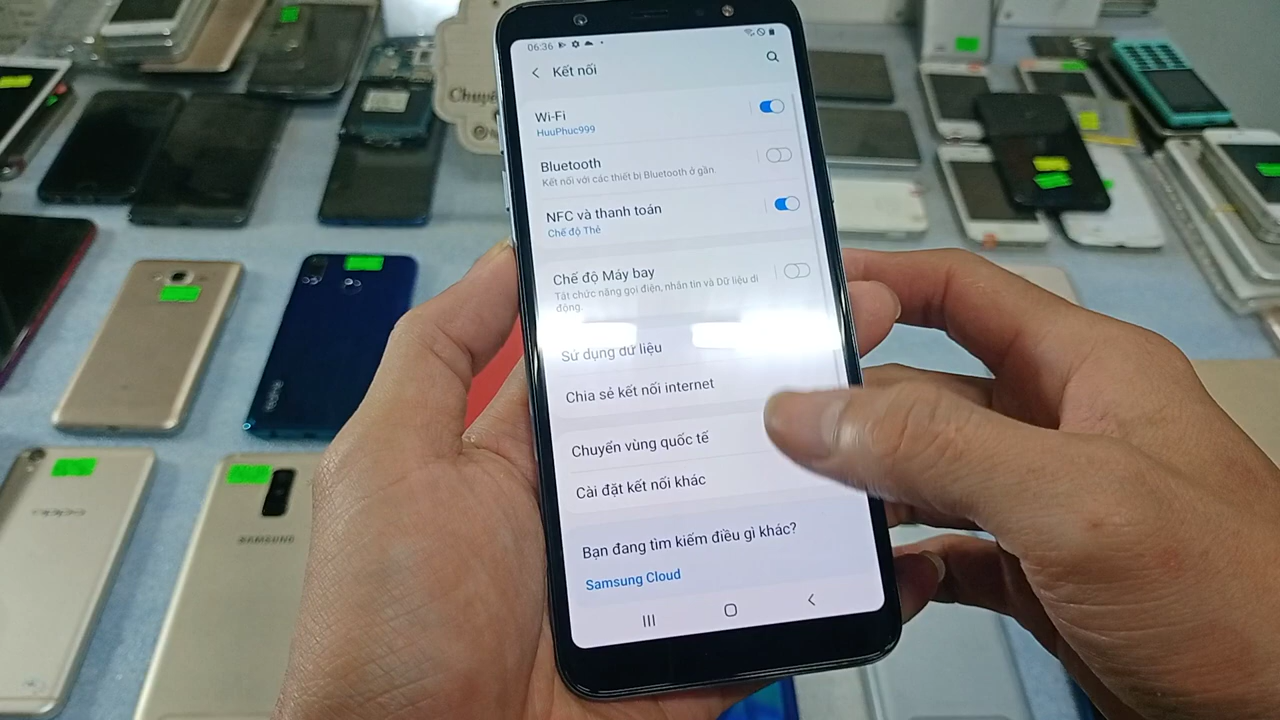 06:36
Kết nối
Wi-Fi
HuuPhuc999
Bluetooth
Kết nối với các thiết bị Bluetooth ở gần.
NFC và thanh toán
Chế độ Thẻ
Chế độ Máy bay
Tắt chức năng gọi điện, nhắn tin và Dữ liệu di
động.
Sử dụng dữ liệu
Chia sẻ kết nối internet
Chuyển vùng quốc tế
Cài đặt kết nối khác
Bạn đang tìm kiếm điều gì khác?
Samsung Cloud
Chuyê
oppo
oppo
SAMSUNG